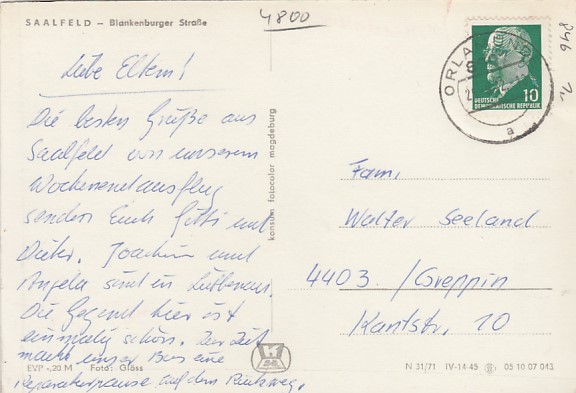 SAALFELD – Blankenburger Straße
4800
Liebe Eltern!
Die besten Grüße aus
Saalfeld von unserem
Wochenendausflug
senden Euch Gitti und
Dieter. Joachim und
Angela sind in Lübbenau.
Die Gegend hier ist
einmalig schön. Zur Zeit
macht unser Bus eine
Reparaturpause auf dem Rückweg.
EVP -,20 M Foto: Gloss
konsum fotocolor magdeburg
ORLA
a
10
DEUTSCHE
DEMOKRATISCHE REPUBLIK
846
Fam.
Walter Seeland
4403 / Greppin
Kantstr. 10
N 31/71 IV-14-45 05 10 07 043